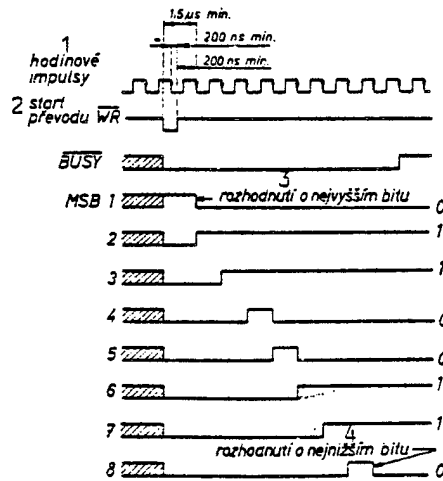 1,5 µs min.
200 ns min.
200 ns min.
1
hodinové
impulsy
2 start
převodu WR
BUSY
3
MSB 1 rozhodnutí o nejvyšším bitu 0
2 1
3 1
4 0
5 0
6 1
7 4 1
rozhodnutí o nejnižším bitu
8 0